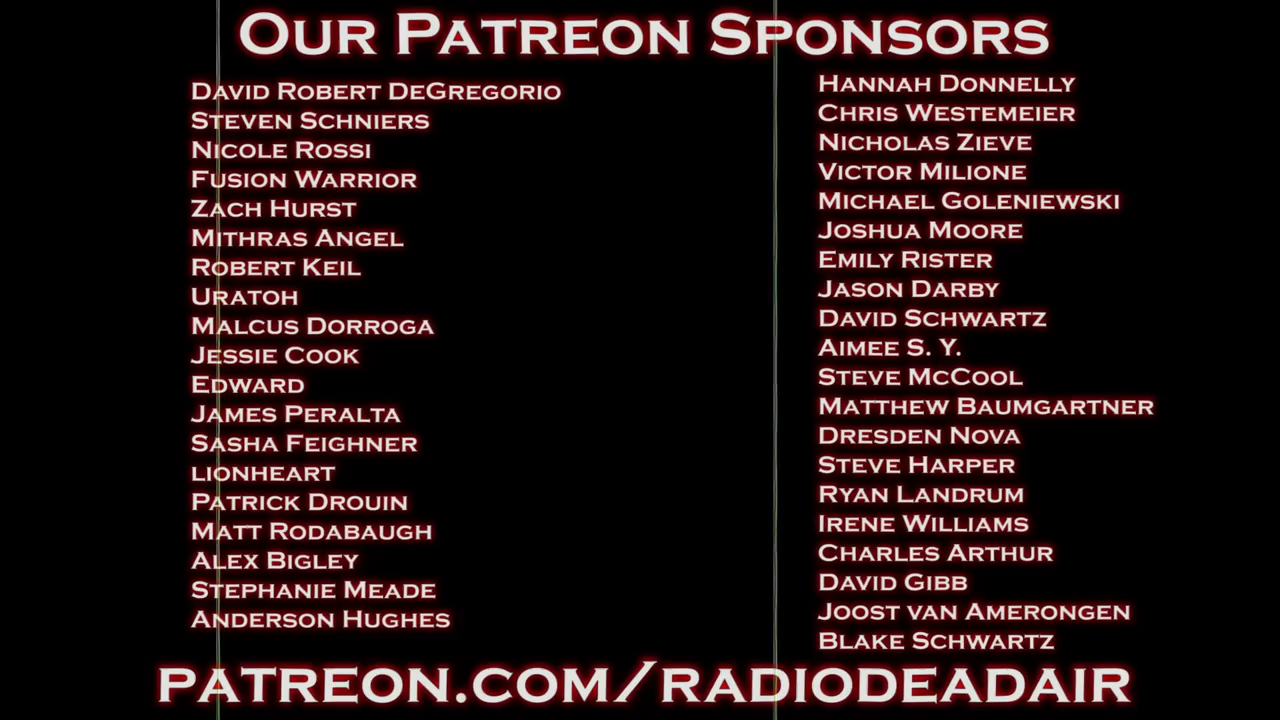 Our Patreon Sponsors
David Robert DeGregorio
Steven Schniers
Nicole Rossi
Fusion Warrior
Zach Hurst
Mithras Angel
Robert Keil
Uratoh
Malcus Dorroga
Jessie Cook
Edward
James Peralta
Sasha Feighner
lionheart
Patrick Drouin
Matt Rodabaugh
Alex Bigley
Stephanie Meade
Anderson Hughes
Hannah Donnelly
Chris Westemeier
Nicholas Zieve
Victor Milione
Michael Goleniewski
Joshua Moore
Emily Rister
Jason Darby
David Schwartz
Aimee S. Y.
Steve McCool
Matthew Baumgartner
Dresden Nova
Steve Harper
Ryan Landrum
Irene Williams
Charles Arthur
David Gibb
Joost van Amerongen
Blake Schwartz
patreon.com/radiodeadair